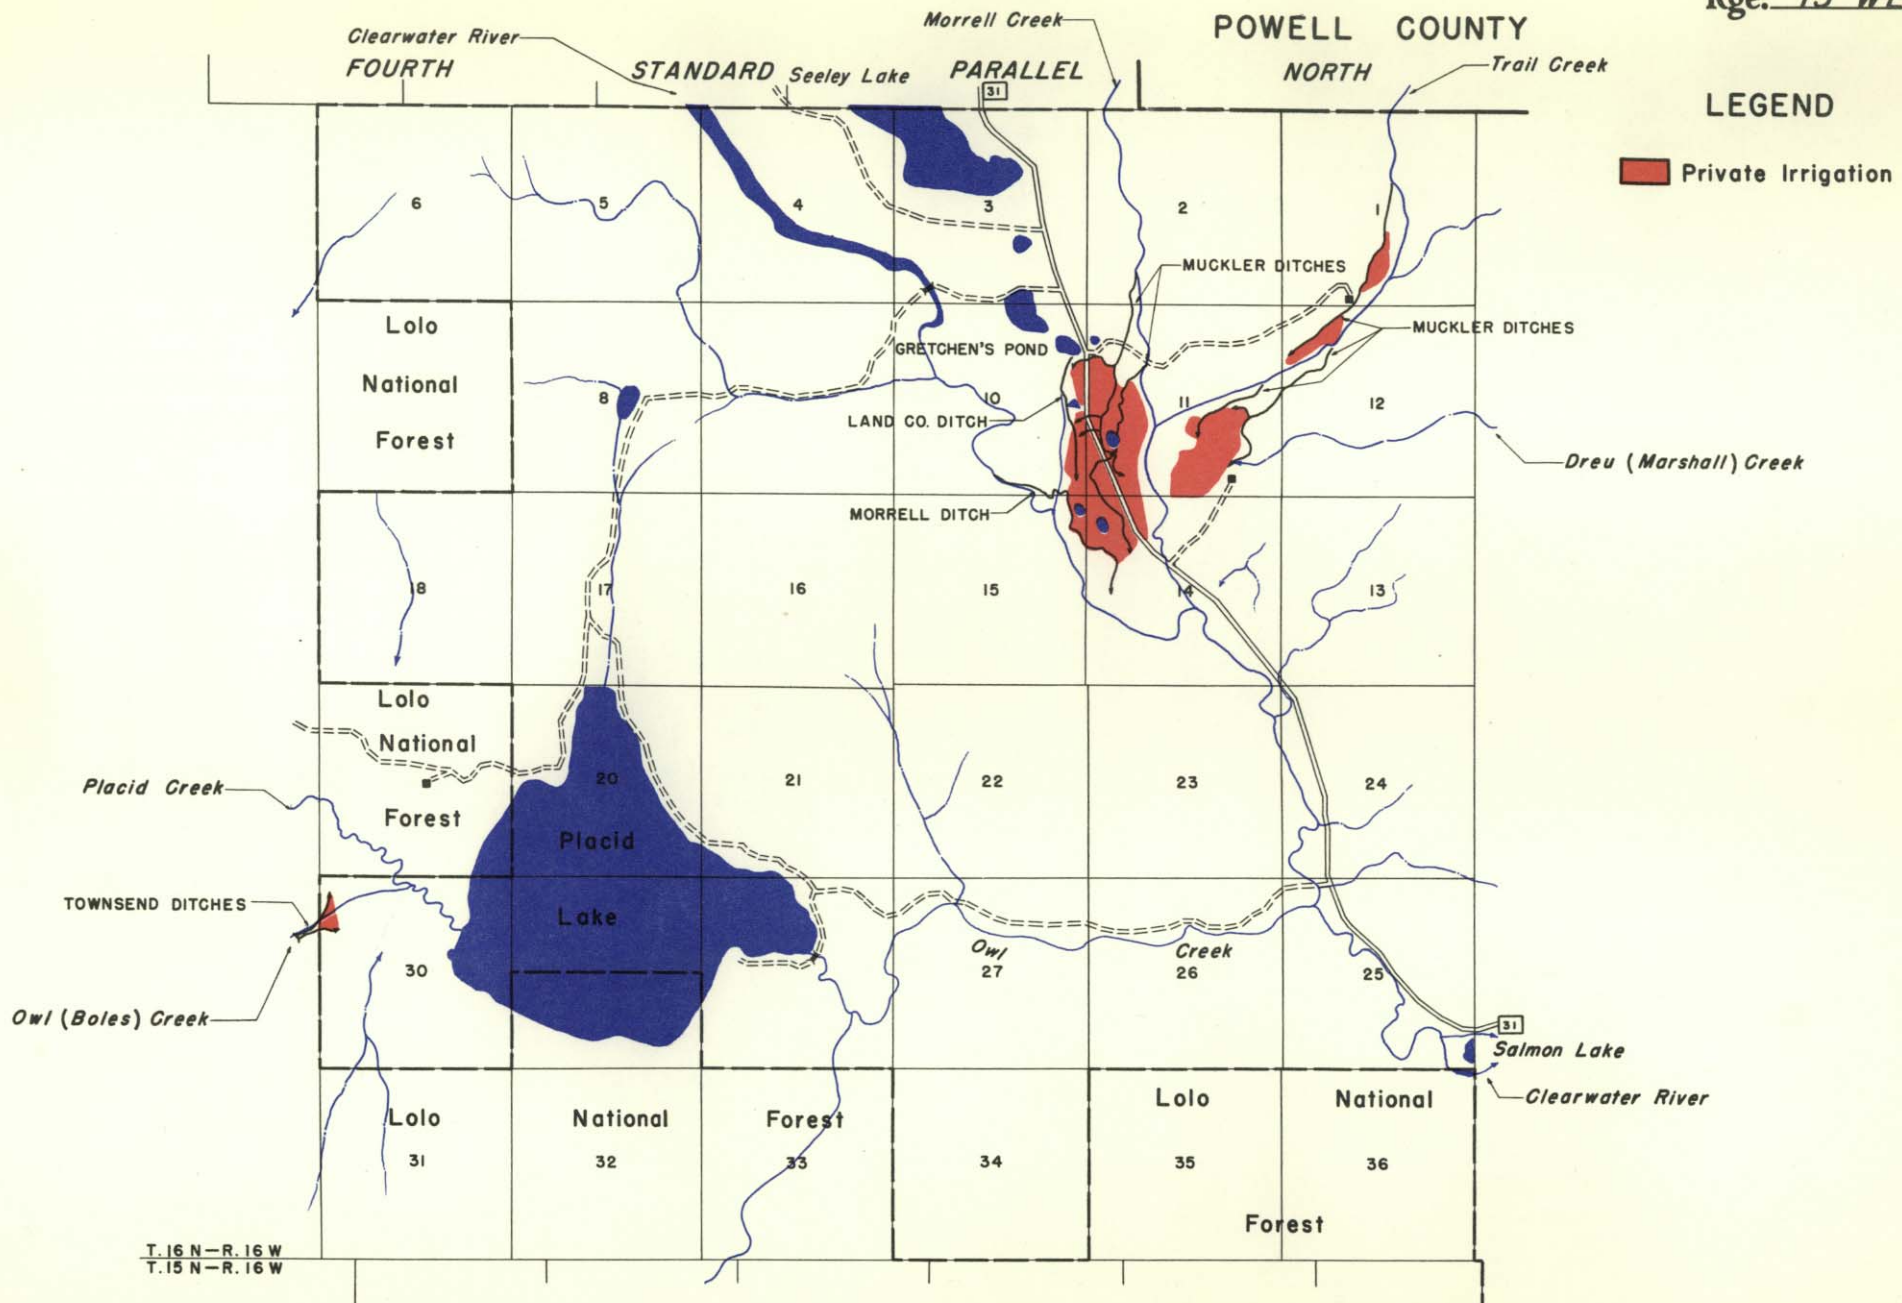 Rge. 15 W
POWELL COUNTY
Morrell Creek
Clearwater River
FOURTH STANDARD PARALLEL NORTH
Seeley Lake
Trail Creek
31
LEGEND
Private Irrigation
6 5 4 3 2 1
MUCKLER DITCHES
MUCKLER DITCHES
Lolo
National
Forest
GRETCHEN'S POND
8 10 11 12
LAND CO. DITCH
Dreu (Marshall) Creek
MORRELL DITCH
18 17 16 15 14 13
Lolo
National
Forest
20 21 22 23 24
Placid Creek
Placid
Lake
TOWNSEND DITCHES
Owl Creek
30 27 26 25
Owl (Boles) Creek
31
Salmon Lake
Clearwater River
Lolo National Forest
Lolo National
31 32 33 34 35 36
Forest
T. 16 N — R. 16 W
T. 15 N — R. 16 W